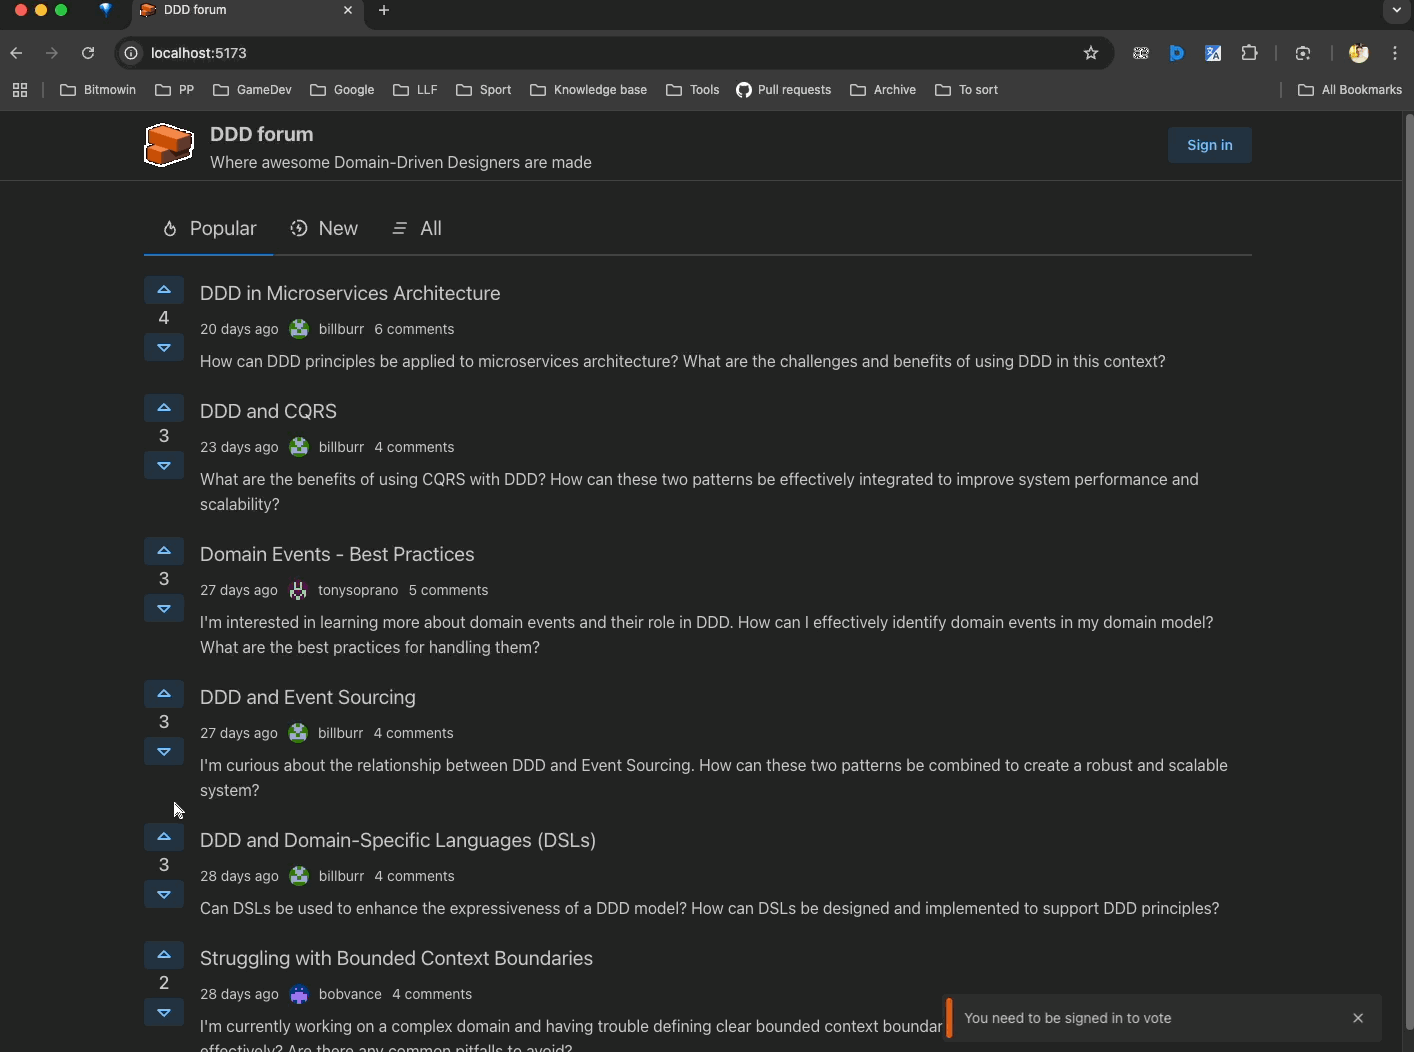 DDD forum
localhost:5173
Bitmowin PP GameDev Google LLF Sport Knowledge base Tools Pull requests Archive To sort All Bookmarks
DDD forum
Where awesome Domain-Driven Designers are made
Sign in
Popular New All
DDD in Microservices Architecture
4
20 days ago billburr 6 comments
How can DDD principles be applied to microservices architecture? What are the challenges and benefits of using DDD in this context?
DDD and CQRS
3
23 days ago billburr 4 comments
What are the benefits of using CQRS with DDD? How can these two patterns be effectively integrated to improve system performance and
scalability?
Domain Events - Best Practices
3
27 days ago tonysoprano 5 comments
I'm interested in learning more about domain events and their role in DDD. How can I effectively identify domain events in my domain model?
What are the best practices for handling them?
DDD and Event Sourcing
3
27 days ago billburr 4 comments
I'm curious about the relationship between DDD and Event Sourcing. How can these two patterns be combined to create a robust and scalable
system?
DDD and Domain-Specific Languages (DSLs)
3
28 days ago billburr 4 comments
Can DSLs be used to enhance the expressiveness of a DDD model? How can DSLs be designed and implemented to support DDD principles?
Struggling with Bounded Context Boundaries
2
28 days ago bobvance 4 comments
I'm currently working on a complex domain and having trouble defining clear bounded context boundar
effectively? Are there any common pitfalls to avoid?
You need to be signed in to vote